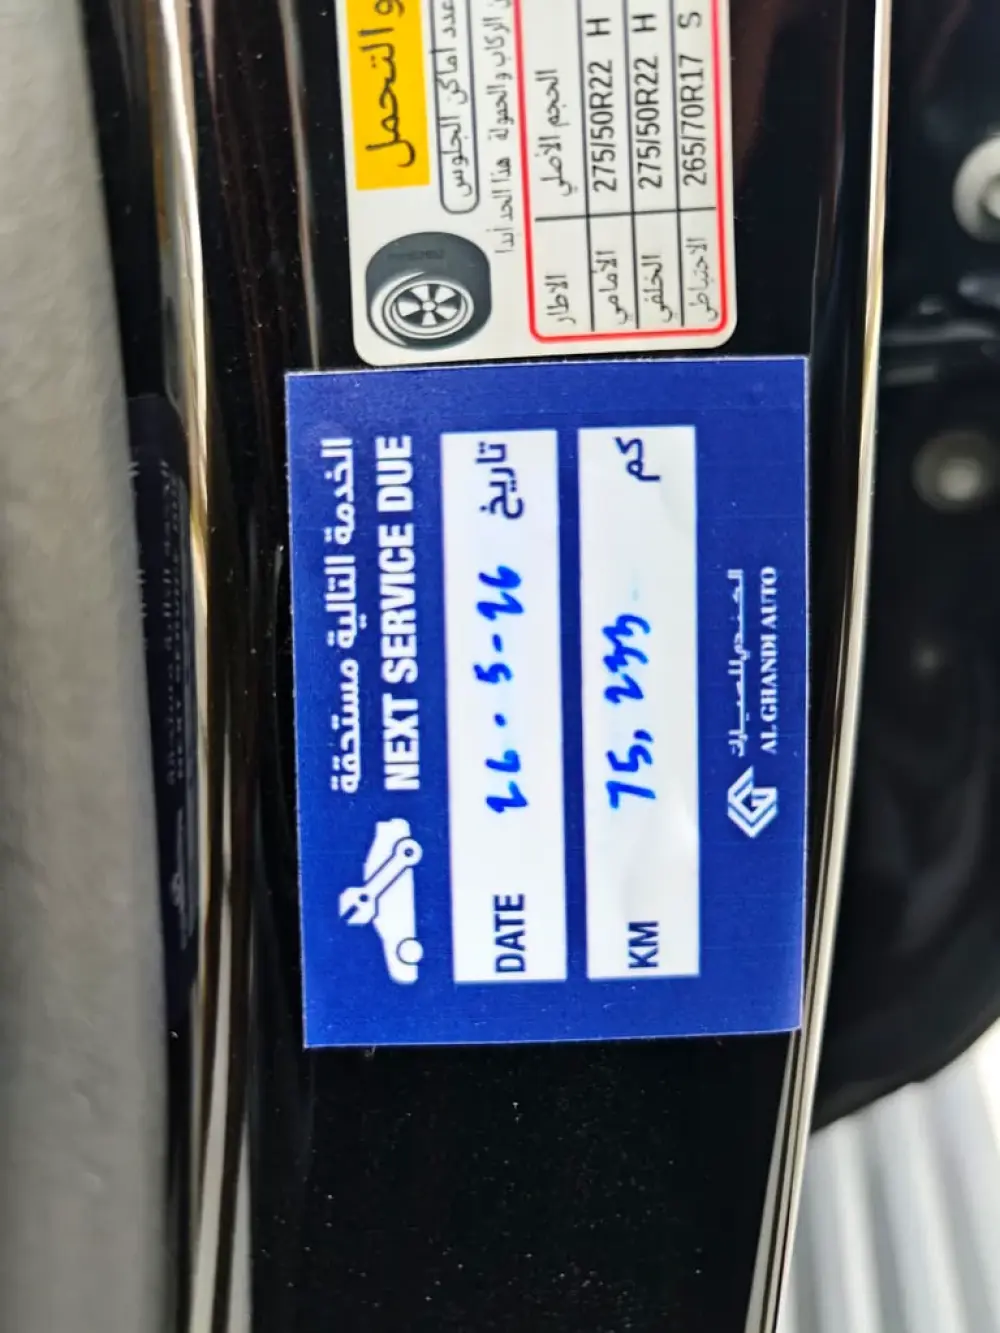 و التحمل
عدد أماكن الجلوس
الركاب والحمولة هذا الحد أبدا
الاطار الحجم الأصلي
الأمامي 275/50R22 H
الخلفي 275/50R22 H
الاحتياطي 265/70R17 S
الخدمة التالية مستحقة
NEXT SERVICE DUE
DATE 26.5-26 تاريخ
KM 75,233 كم
الغندي للسيارات
AL GHANDI AUTO